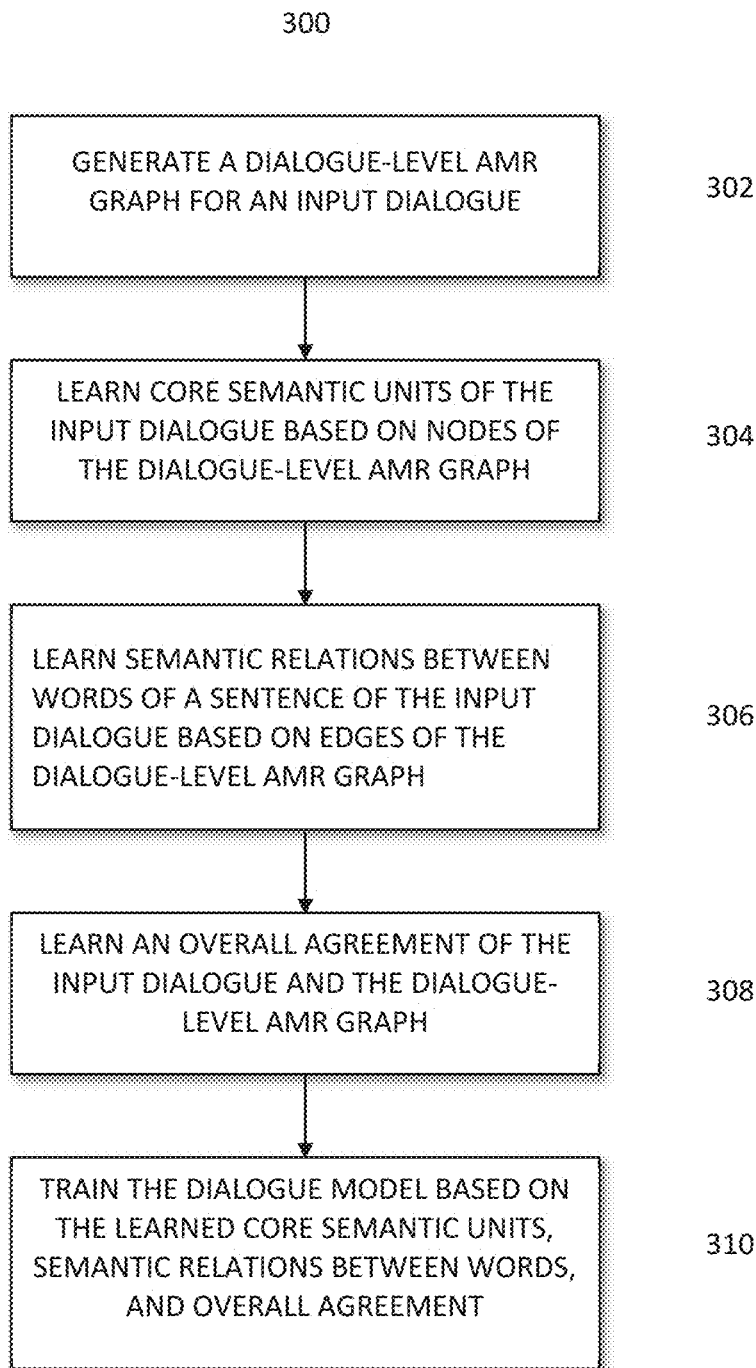 300
GENERATE A DIALOGUE-LEVEL AMR
GRAPH FOR AN INPUT DIALOGUE
302
LEARN CORE SEMANTIC UNITS OF THE
INPUT DIALOGUE BASED ON NODES OF
THE DIALOGUE-LEVEL AMR GRAPH
304
LEARN SEMANTIC RELATIONS BETWEEN
WORDS OF A SENTENCE OF THE INPUT
DIALOGUE BASED ON EDGES OF THE
DIALOGUE-LEVEL AMR GRAPH
306
LEARN AN OVERALL AGREEMENT OF THE
INPUT DIALOGUE AND THE DIALOGUE-
LEVEL AMR GRAPH
308
TRAIN THE DIALOGUE MODEL BASED ON
THE LEARNED CORE SEMANTIC UNITS,
SEMANTIC RELATIONS BETWEEN WORDS,
AND OVERALL AGREEMENT
310